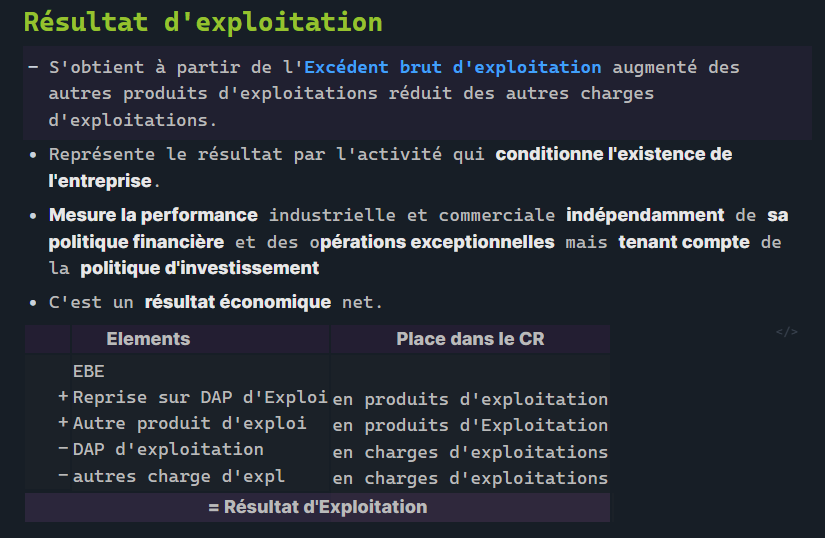 Résultat d'exploitation
— S'obtient à partir de l'Excédent brut d'exploitation augmenté des
autres produits d'exploitations réduit des autres charges
d'exploitations.
• Représente le résultat par l'activité qui conditionne l'existence de
l'entreprise.
• Mesure la performance industrielle et commerciale indépendamment de sa
politique financière et des opérations exceptionnelles mais tenant compte de
la politique d'investissement
• C'est un résultat économique net.
Elements Place dans le CR </>
EBE
+ Reprise sur DAP d'Exploi en produits d'exploitation
+ Autre produit d'exploi en produits d'Exploitation
− DAP d'exploitation en charges d'exploitations
− autres charge d'expl en charges d'exploitations
= Résultat d'Exploitation